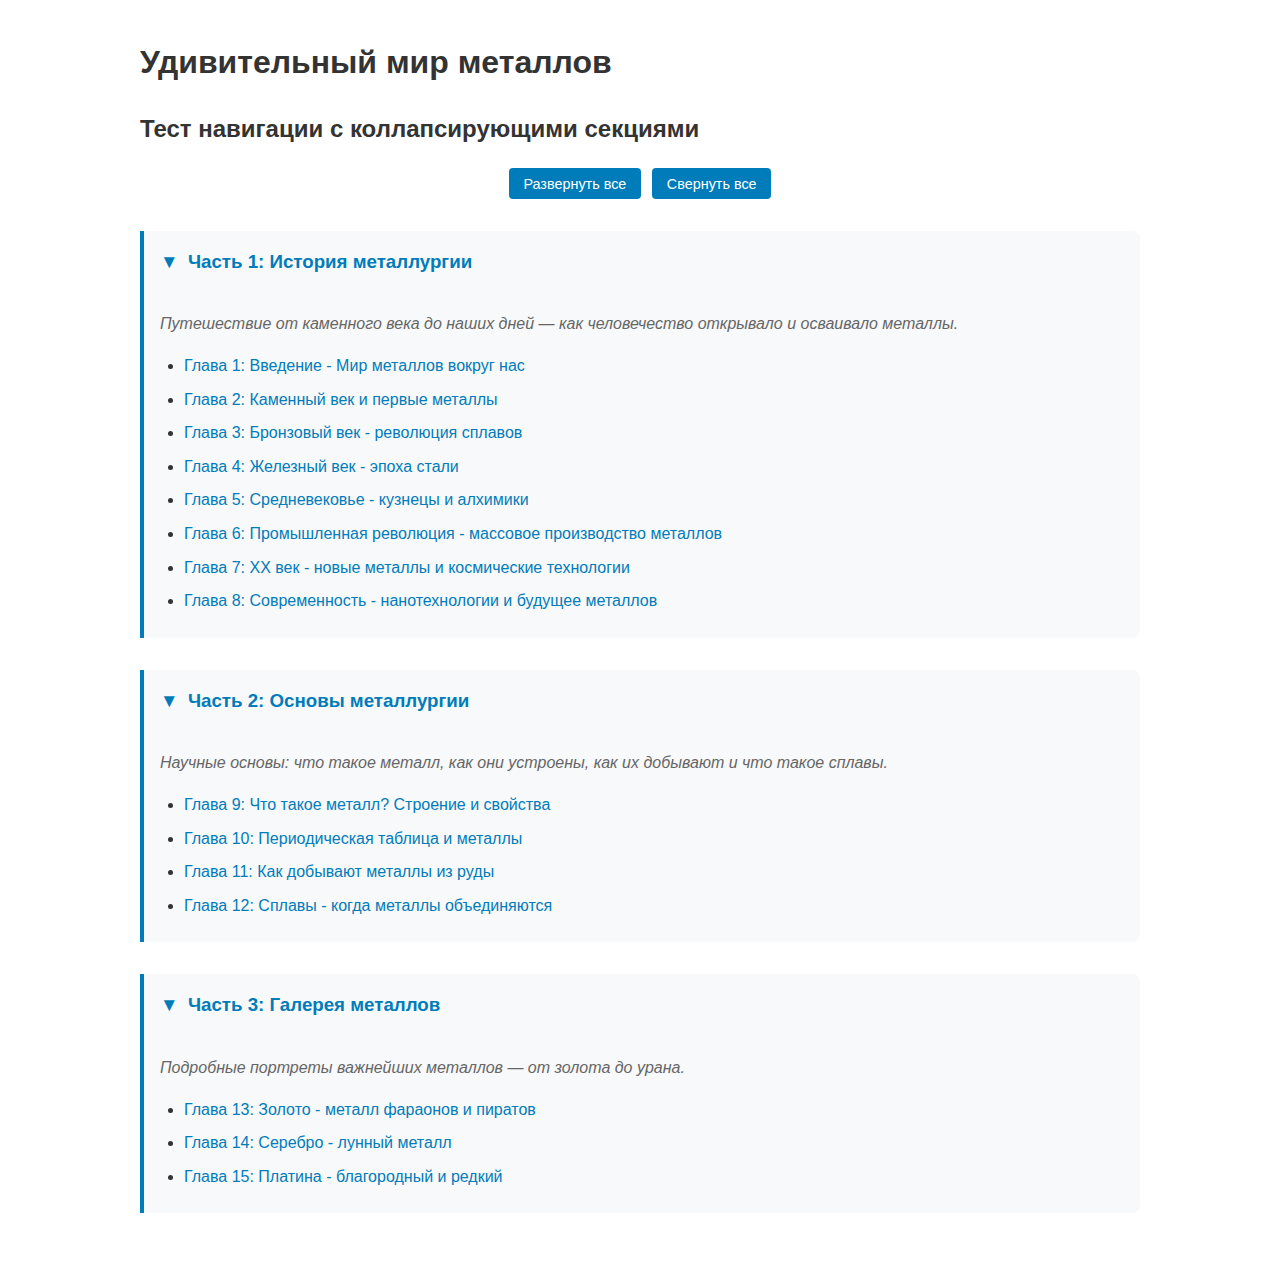 Удивительный мир металлов
Тест навигации с коллапсирующими секциями
Развернуть все Свернуть все
▼ Часть 1: История металлургии
Путешествие от каменного века до наших дней — как человечество открывало и осваивало металлы.
• Глава 1: Введение - Мир металлов вокруг нас
• Глава 2: Каменный век и первые металлы
• Глава 3: Бронзовый век - революция сплавов
• Глава 4: Железный век - эпоха стали
• Глава 5: Средневековье - кузнецы и алхимики
• Глава 6: Промышленная революция - массовое производство металлов
• Глава 7: XX век - новые металлы и космические технологии
• Глава 8: Современность - нанотехнологии и будущее металлов
▼ Часть 2: Основы металлургии
Научные основы: что такое металл, как они устроены, как их добывают и что такое сплавы.
• Глава 9: Что такое металл? Строение и свойства
• Глава 10: Периодическая таблица и металлы
• Глава 11: Как добывают металлы из руды
• Глава 12: Сплавы - когда металлы объединяются
▼ Часть 3: Галерея металлов
Подробные портреты важнейших металлов — от золота до урана.
• Глава 13: Золото - металл фараонов и пиратов
• Глава 14: Серебро - лунный металл
• Глава 15: Платина - благородный и редкий